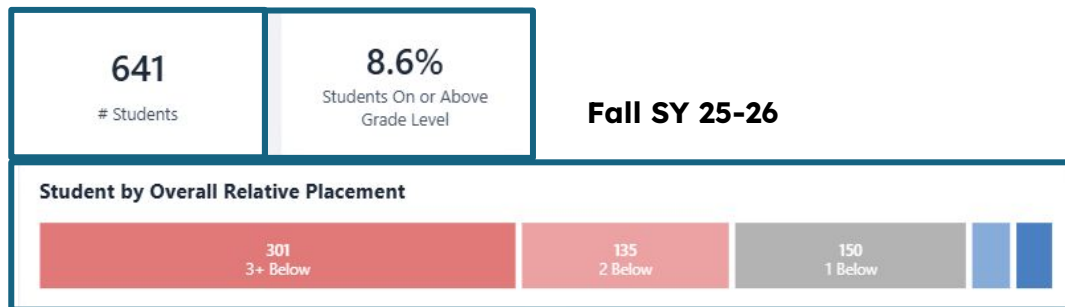 641
# Students
8.6%
Students On or Above
Grade Level
Fall SY 25-26
Student by Overall Relative Placement
301
3+ Below
135
2 Below
150
1 Below